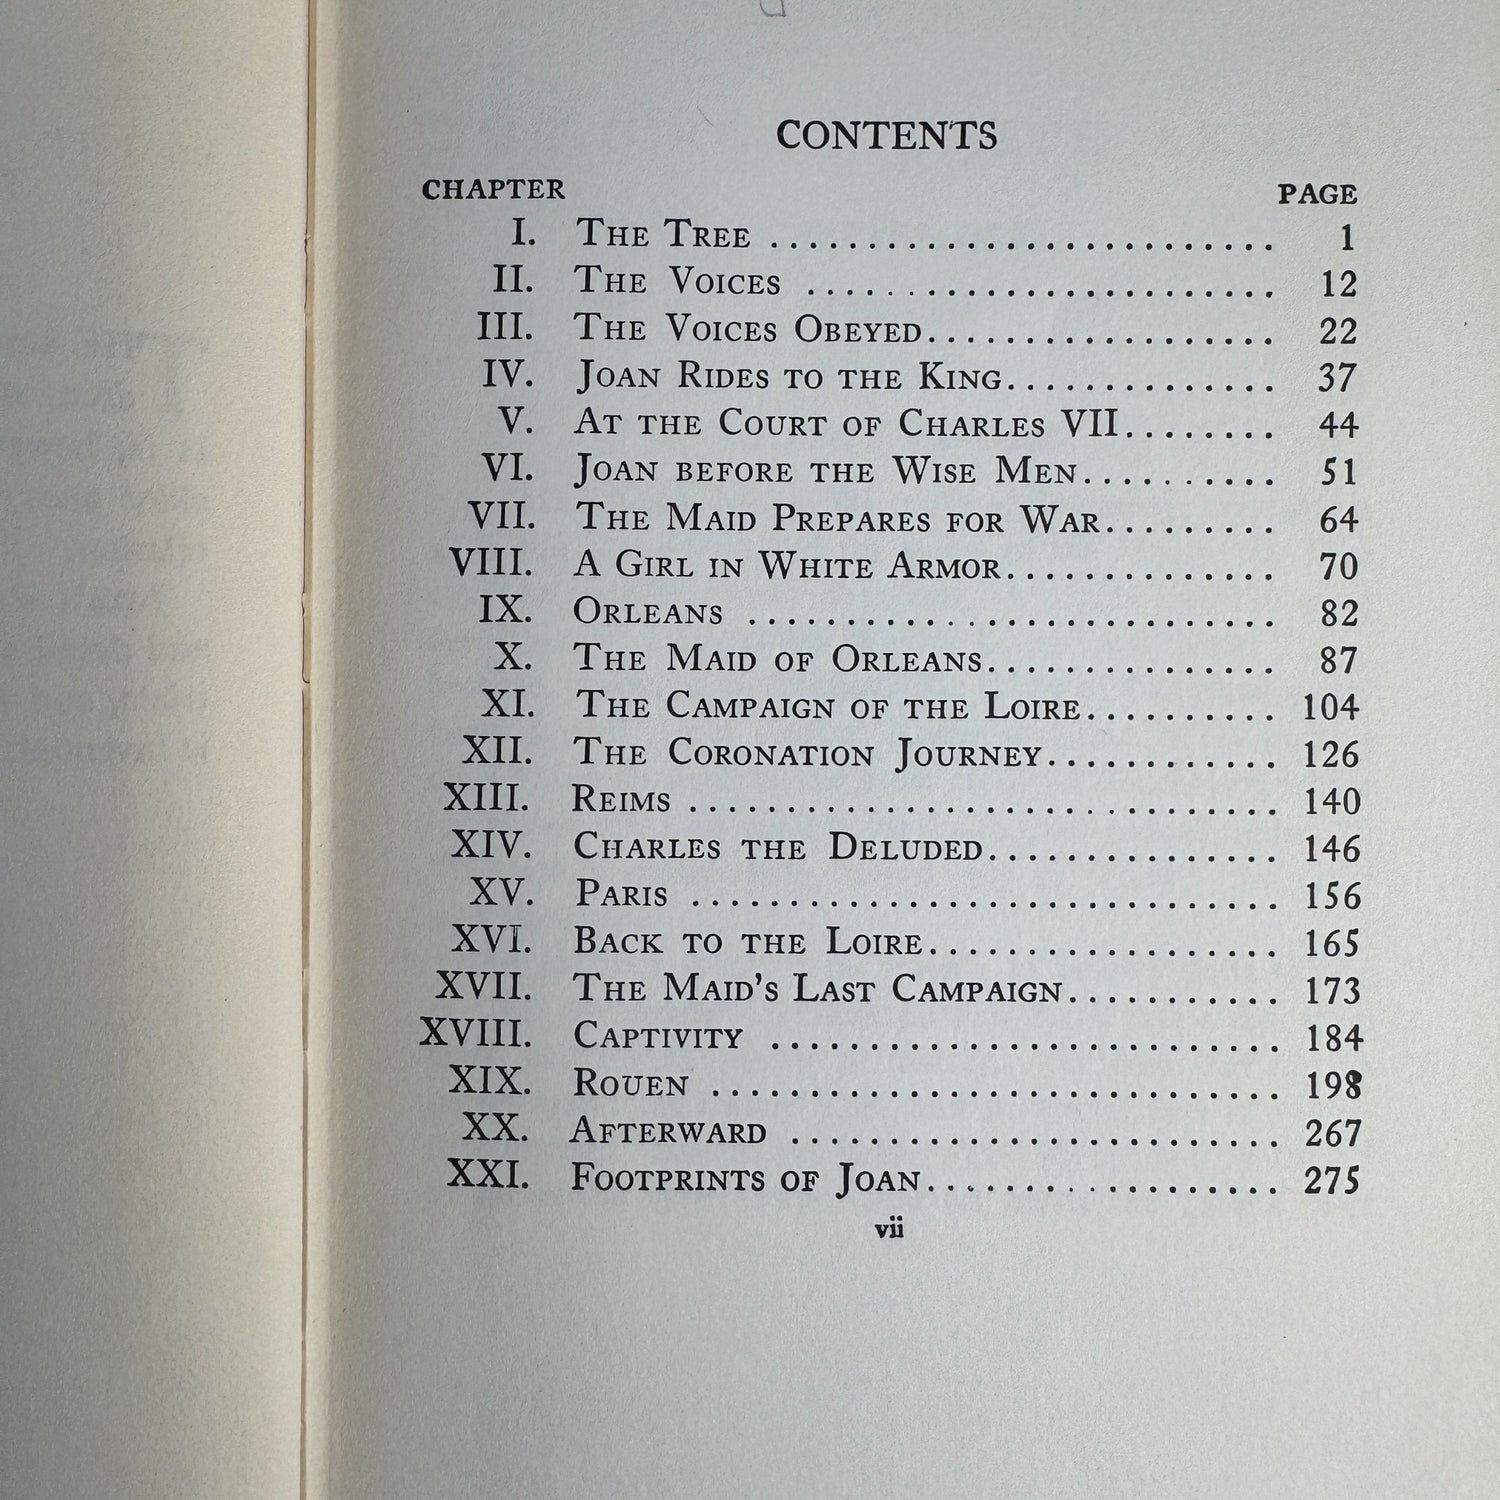 CONTENTS
CHAPTER PAGE
I. THE TREE .......................... 1
II. THE VOICES ........................ 12
III. THE VOICES OBEYED.................. 22
IV. JOAN RIDES TO THE KING.............. 37
V. AT THE COURT OF CHARLES VII........ 44
VI. JOAN BEFORE THE WISE MEN.......... 51
VII. THE MAID PREPARES FOR WAR......... 64
VIII. A GIRL IN WHITE ARMOR.............. 70
IX. ORLEANS ........................... 82
X. THE MAID OF ORLEANS............... 87
XI. THE CAMPAIGN OF THE LOIRE.......... 104
XII. THE CORONATION JOURNEY............ 126
XIII. REIMS .............................. 140
XIV. CHARLES THE DELUDED............... 146
XV. PARIS .............................. 156
XVI. BACK TO THE LOIRE.................. 165
XVII. THE MAID'S LAST CAMPAIGN........... 173
XVIII. CAPTIVITY .......................... 184
XIX. ROUEN ............................. 198
XX. AFTERWARD ......................... 267
XXI. FOOTPRINTS OF JOAN.................. 275
vii